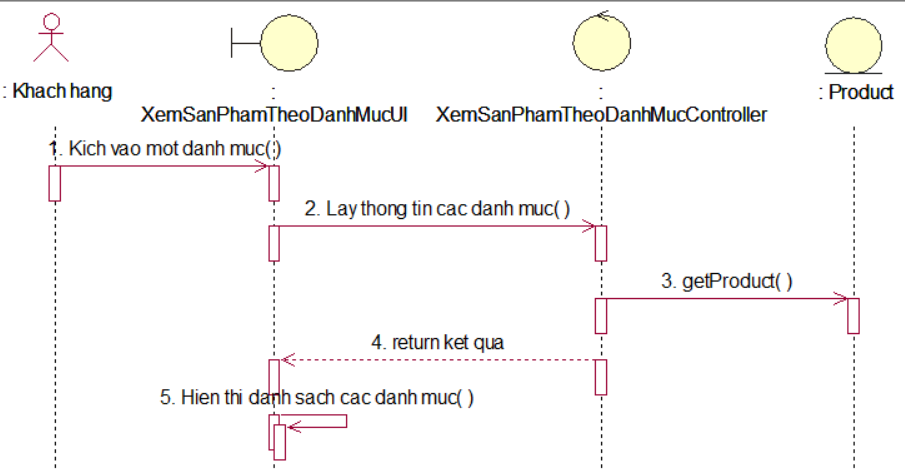 : Khach hang
:
XemSanPhamTheoDanhMucUI
:
XemSanPhamTheoDanhMucController
: Product
1. Kich vao mot danh muc( )
2. Lay thong tin cac danh muc( )
3. getProduct( )
4. return ket qua
5. Hien thi danh sach cac danh muc( )